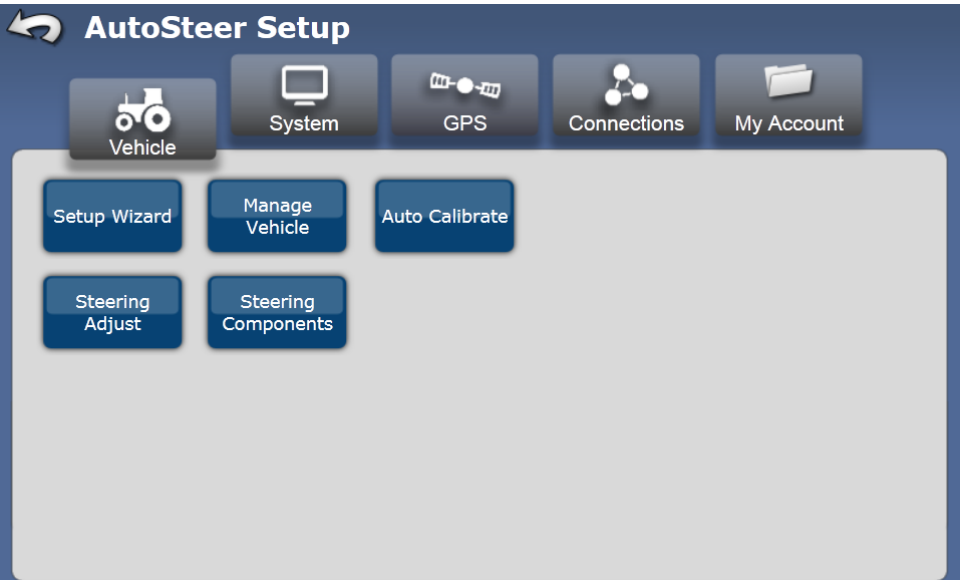 AutoSteer Setup
Vehicle
System
GPS
Connections
My Account
Setup Wizard
Manage
Vehicle
Auto Calibrate
Steering
Adjust
Steering
Components